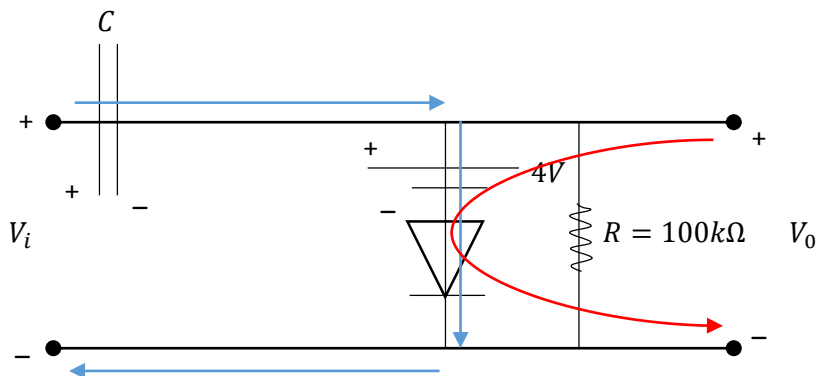 C
+
+
+
4V
+
−
−
V_i
R = 100kΩ
V_0
−
−